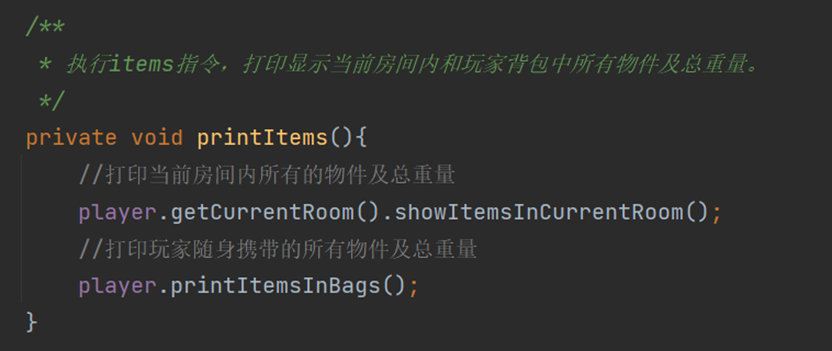 /**
 * 执行items指令，打印显示当前房间内和玩家背包中所有物件及总重量。
 */
private void printItems(){
    //打印当前房间内所有的物件及总重量
    player.getCurrentRoom().showItemsInCurrentRoom();
    //打印玩家随身携带的所有物件及总重量
    player.printItemsInBags();
}